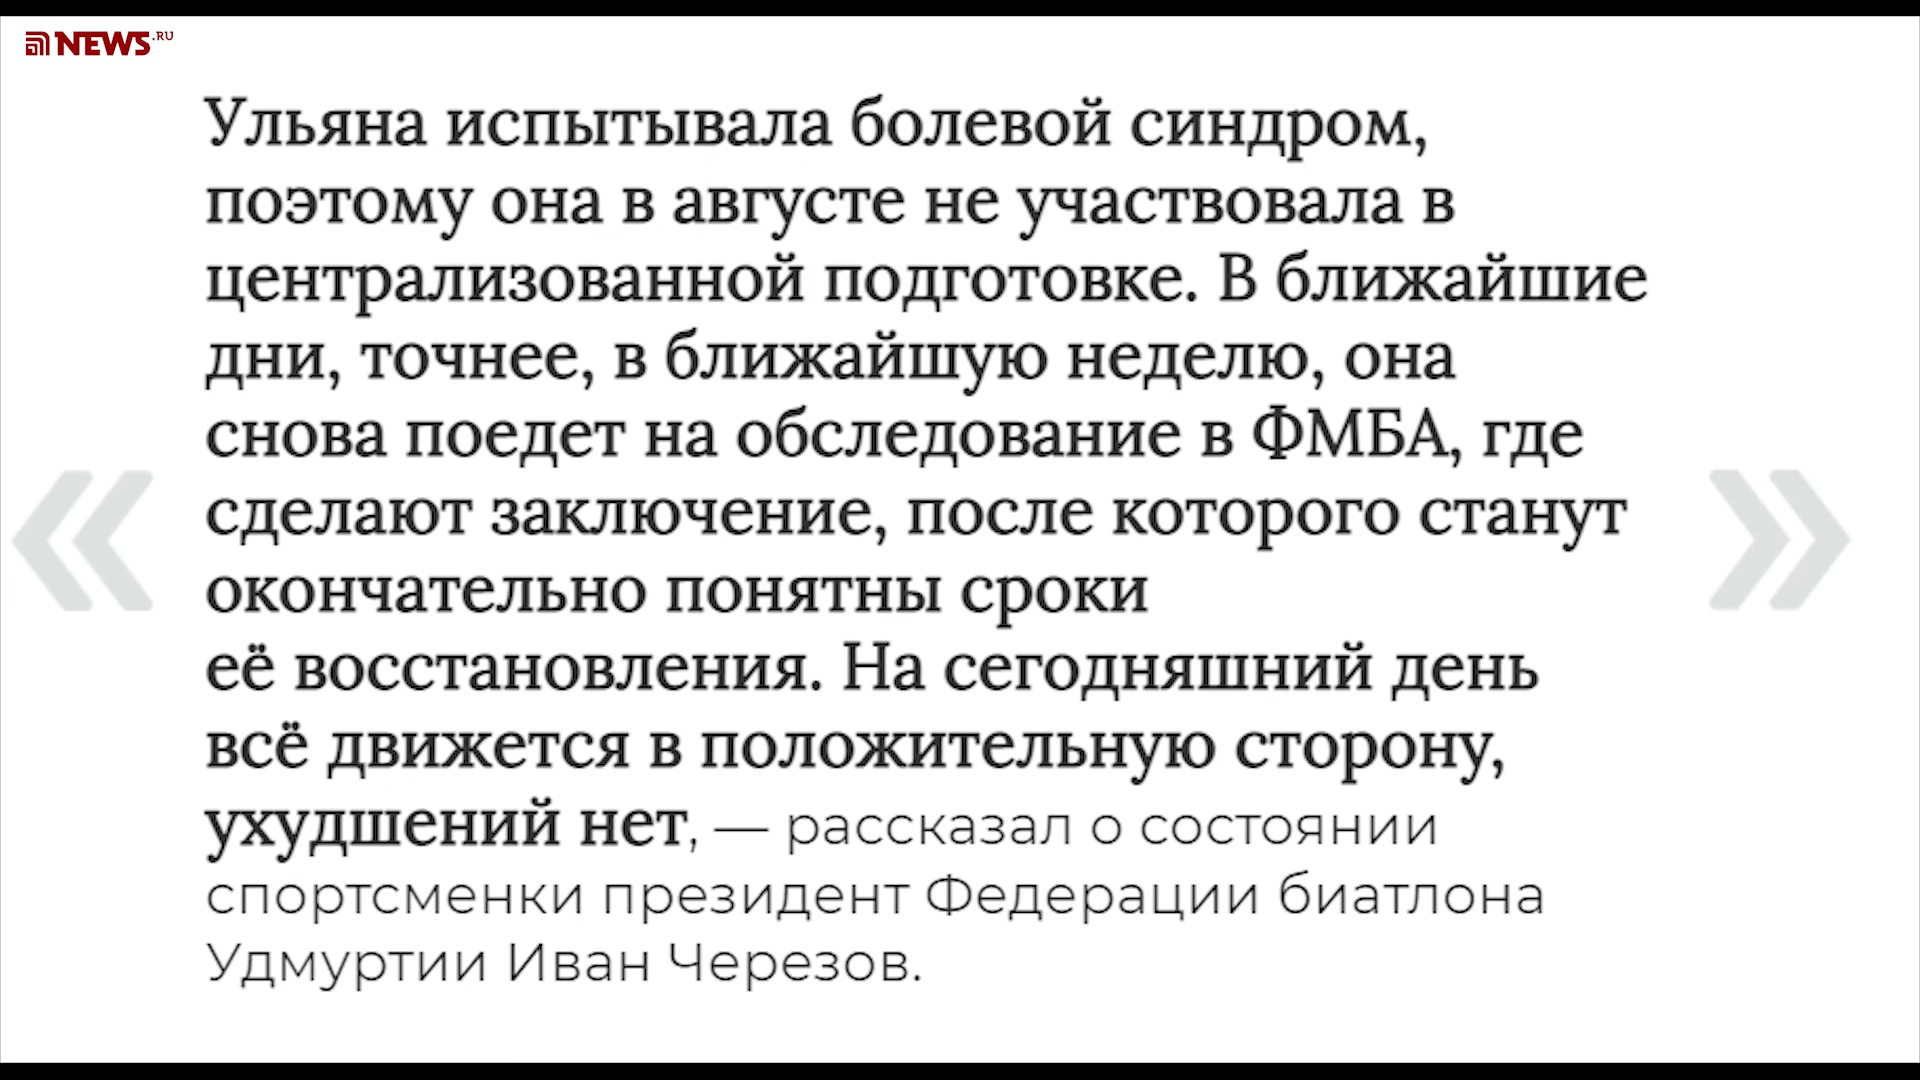 NEWS.RU
Ульяна испытывала болевой синдром,
поэтому она в августе не участвовала в
централизованной подготовке. В ближайшие
дни, точнее, в ближайшую неделю, она
снова поедет на обследование в ФМБА, где
сделают заключение, после которого станут
окончательно понятны сроки
её восстановления. На сегодняшний день
всё движется в положительную сторону,
ухудшений нет, — рассказал о состоянии
спортсменки президент Федерации биатлона
Удмуртии Иван Черезов.